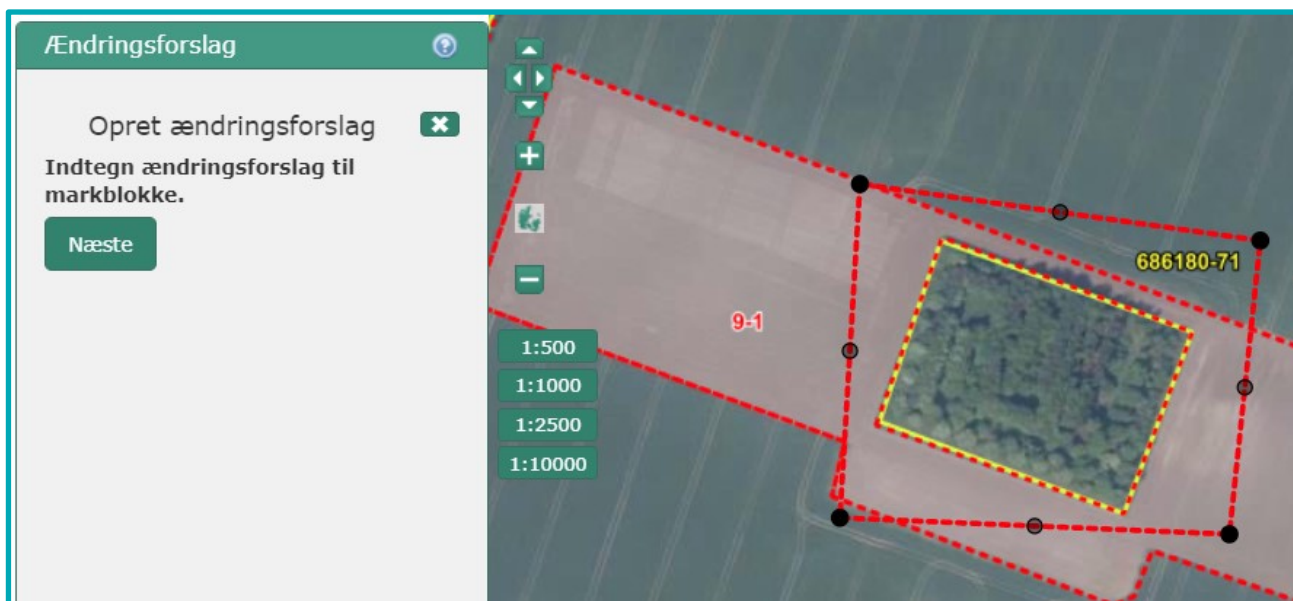 Ændringsforslag
Opret ændringsforslag
Indtegn ændringsforslag til
markblokke.
Næste
1:500
1:1000
1:2500
1:10000
9-1
686180-71